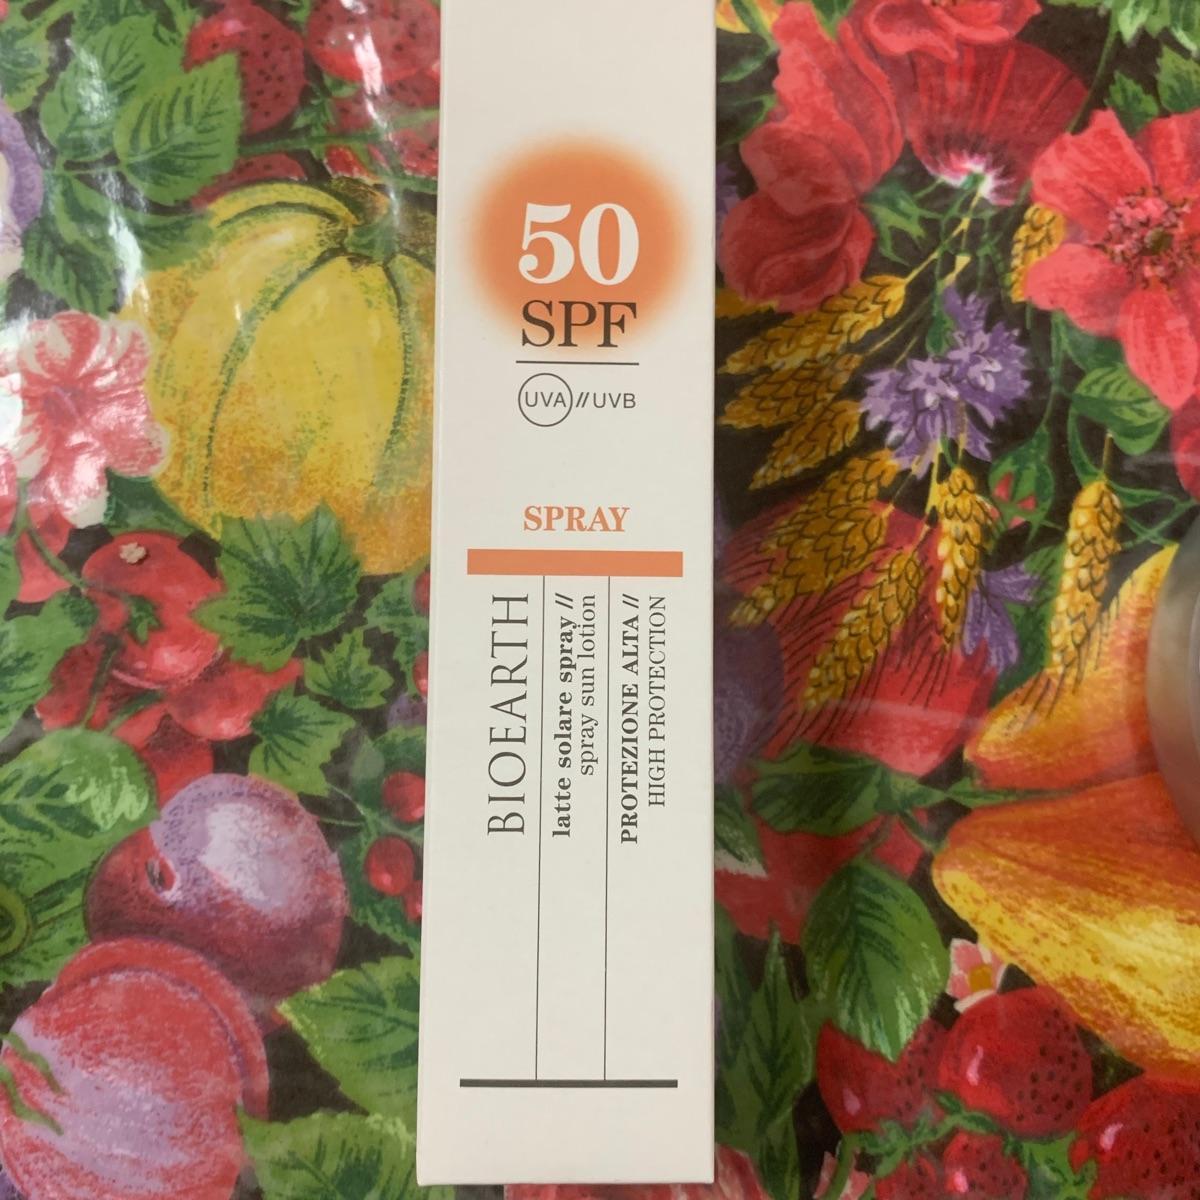 50
SPF
UVA//UVB
SPRAY
BIOEARTH
latte solare spray//
spray sun lotion
PROTEZIONE ALTA//
HIGH PROTECTION